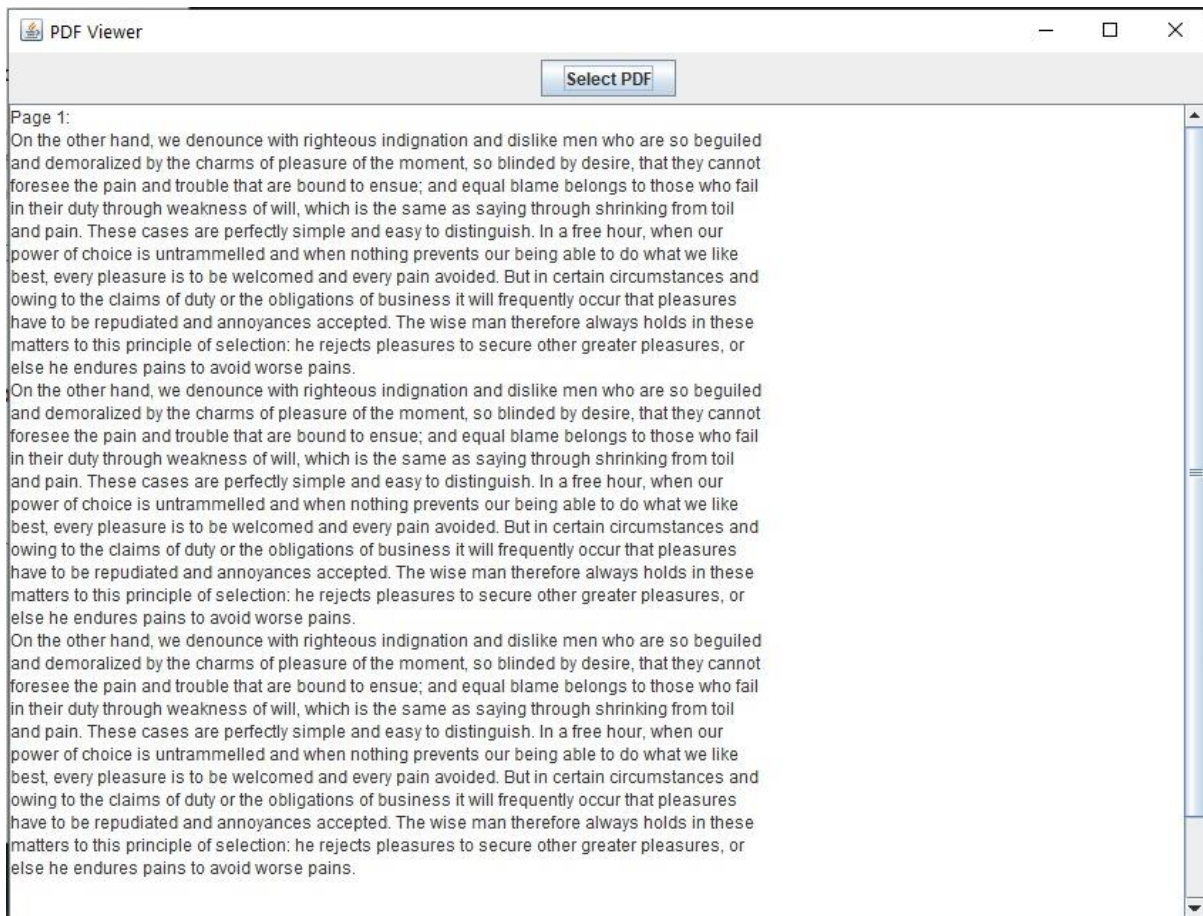 PDF Viewer
Select PDF
Page 1:
On the other hand, we denounce with righteous indignation and dislike men who are so beguiled
and demoralized by the charms of pleasure of the moment, so blinded by desire, that they cannot
foresee the pain and trouble that are bound to ensue; and equal blame belongs to those who fail
in their duty through weakness of will, which is the same as saying through shrinking from toil
and pain. These cases are perfectly simple and easy to distinguish. In a free hour, when our
power of choice is untrammelled and when nothing prevents our being able to do what we like
best, every pleasure is to be welcomed and every pain avoided. But in certain circumstances and
owing to the claims of duty or the obligations of business it will frequently occur that pleasures
have to be repudiated and annoyances accepted. The wise man therefore always holds in these
matters to this principle of selection: he rejects pleasures to secure other greater pleasures, or
else he endures pains to avoid worse pains.
On the other hand, we denounce with righteous indignation and dislike men who are so beguiled
and demoralized by the charms of pleasure of the moment, so blinded by desire, that they cannot
foresee the pain and trouble that are bound to ensue; and equal blame belongs to those who fail
in their duty through weakness of will, which is the same as saying through shrinking from toil
and pain. These cases are perfectly simple and easy to distinguish. In a free hour, when our
power of choice is untrammelled and when nothing prevents our being able to do what we like
best, every pleasure is to be welcomed and every pain avoided. But in certain circumstances and
owing to the claims of duty or the obligations of business it will frequently occur that pleasures
have to be repudiated and annoyances accepted. The wise man therefore always holds in these
matters to this principle of selection: he rejects pleasures to secure other greater pleasures, or
else he endures pains to avoid worse pains.
On the other hand, we denounce with righteous indignation and dislike men who are so beguiled
and demoralized by the charms of pleasure of the moment, so blinded by desire, that they cannot
foresee the pain and trouble that are bound to ensue; and equal blame belongs to those who fail
in their duty through weakness of will, which is the same as saying through shrinking from toil
and pain. These cases are perfectly simple and easy to distinguish. In a free hour, when our
power of choice is untrammelled and when nothing prevents our being able to do what we like
best, every pleasure is to be welcomed and every pain avoided. But in certain circumstances and
owing to the claims of duty or the obligations of business it will frequently occur that pleasures
have to be repudiated and annoyances accepted. The wise man therefore always holds in these
matters to this principle of selection: he rejects pleasures to secure other greater pleasures, or
else he endures pains to avoid worse pains.